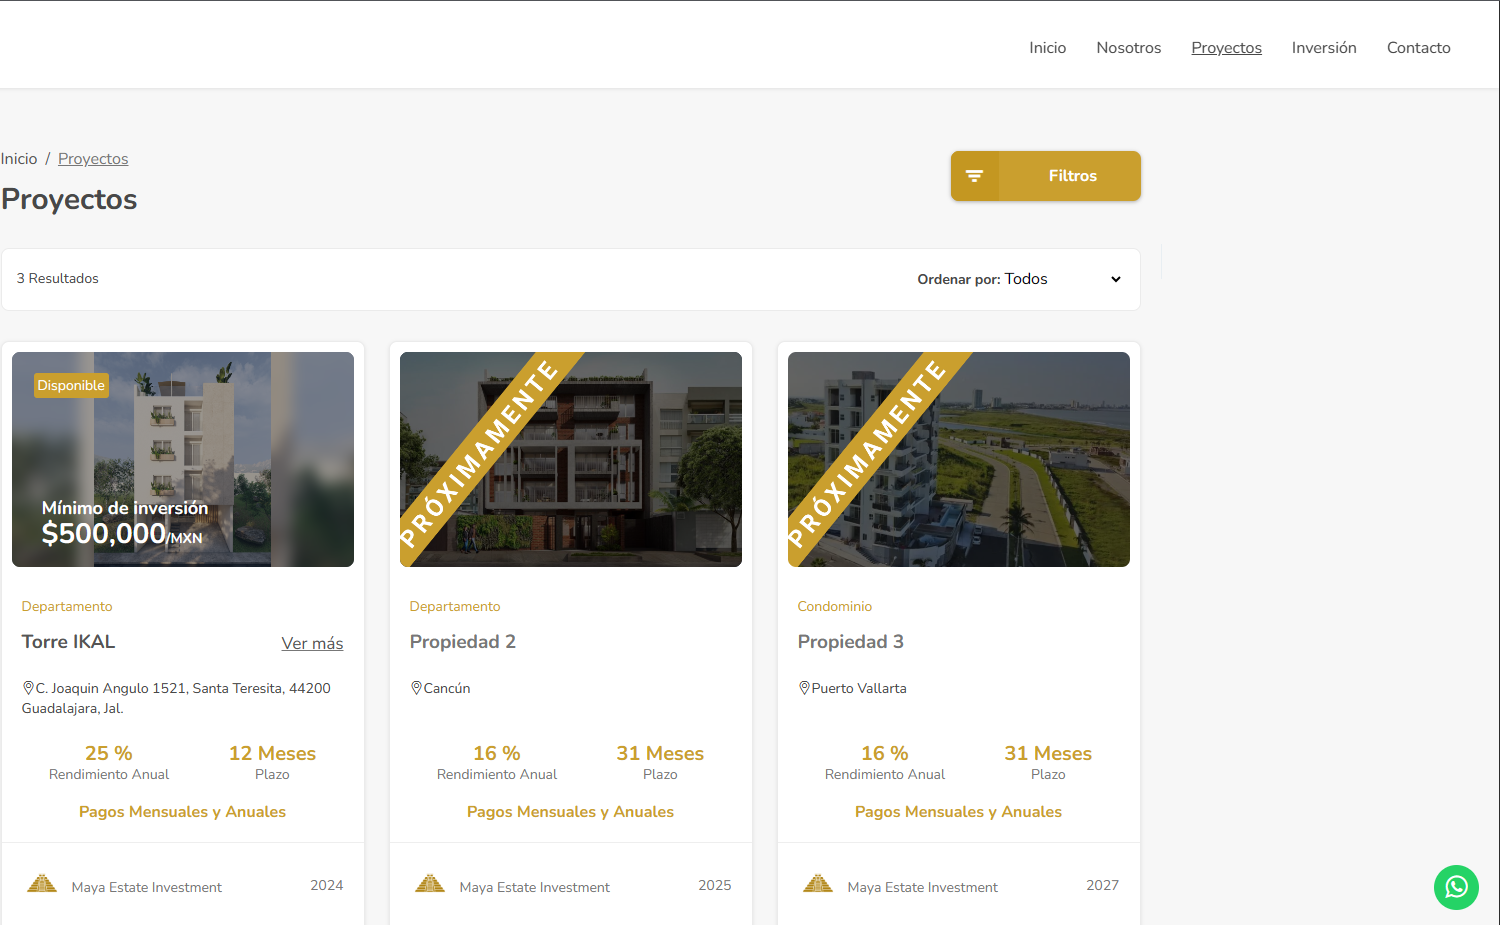 Inicio Nosotros Proyectos Inversión Contacto
Inicio / Proyectos
Proyectos
Filtros
3 Resultados
Ordenar por: Todos
Disponible
Mínimo de inversión
$500,000/MXN
Departamento
Torre IKAL Ver más
C. Joaquin Angulo 1521, Santa Teresita, 44200
Guadalajara, Jal.
25 % 12 Meses
Rendimiento Anual Plazo
Pagos Mensuales y Anuales
Maya Estate Investment 2024
PRÓXIMAMENTE
Departamento
Propiedad 2
Cancún
16 % 31 Meses
Rendimiento Anual Plazo
Pagos Mensuales y Anuales
Maya Estate Investment 2025
PRÓXIMAMENTE
Condominio
Propiedad 3
Puerto Vallarta
16 % 31 Meses
Rendimiento Anual Plazo
Pagos Mensuales y Anuales
Maya Estate Investment 2027